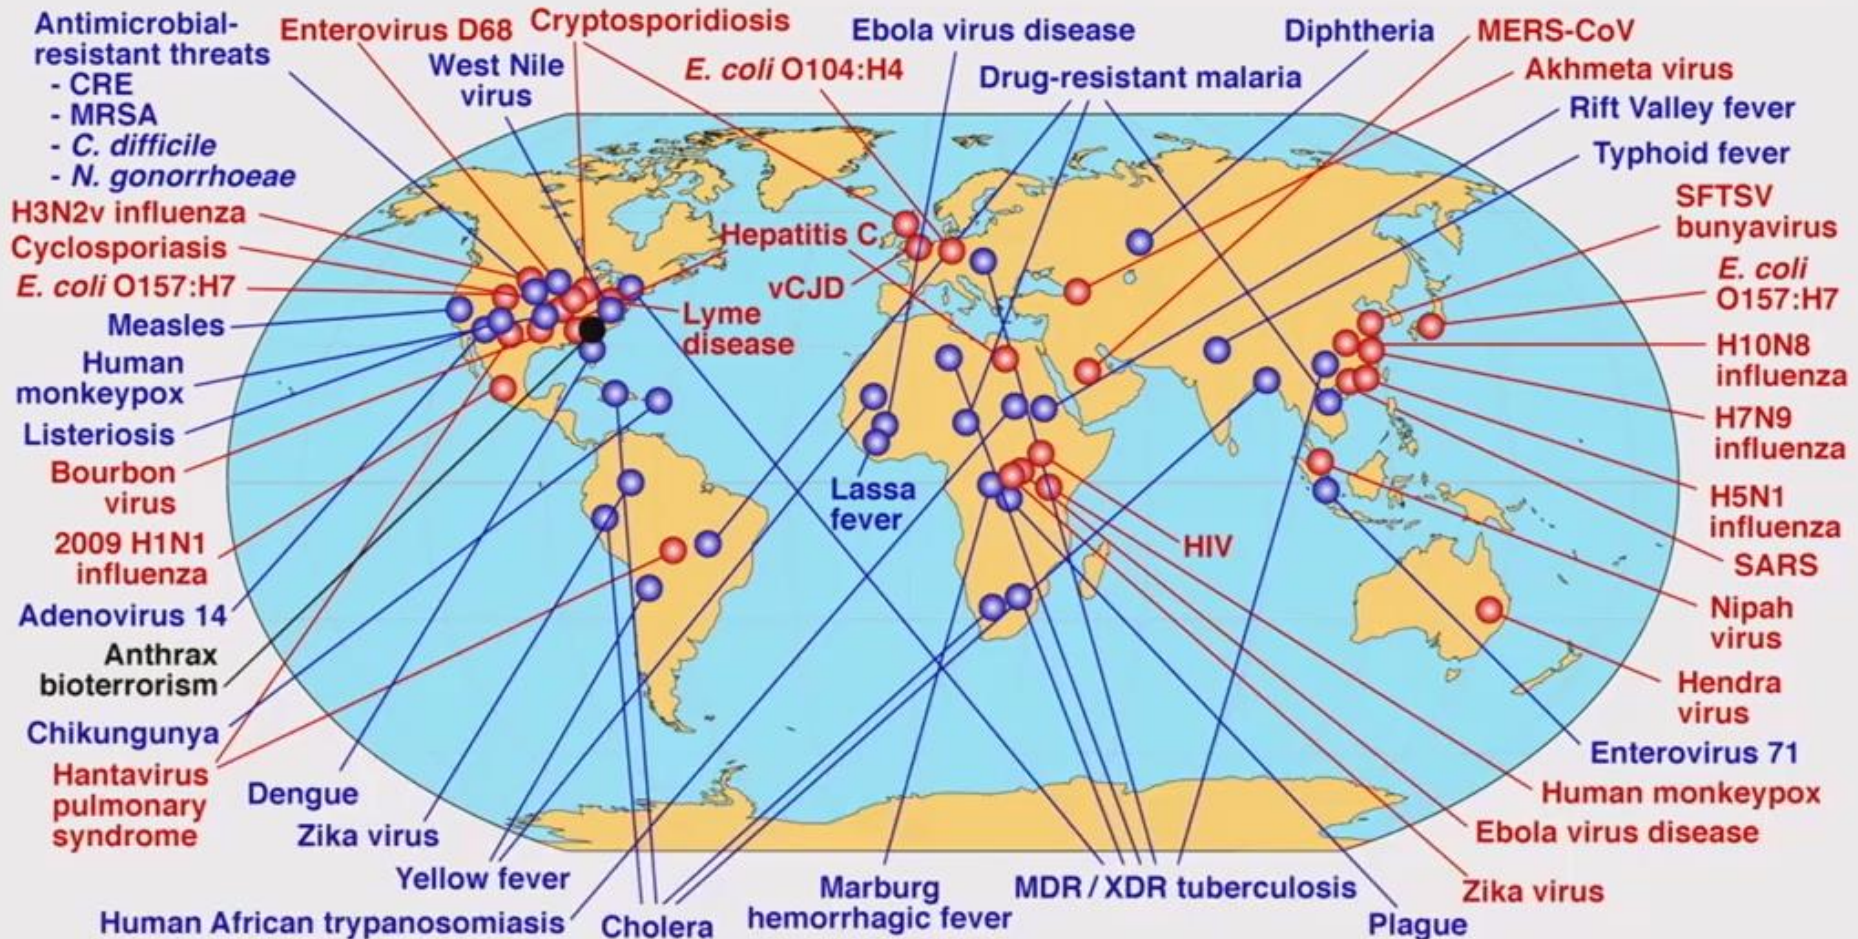 Antimicrobial-
resistant threats
- CRE
- MRSA
- C. difficile
- N. gonorrhoeae
Enterovirus D68
Cryptosporidiosis
West Nile
virus
E. coli O104:H4
Ebola virus disease
Drug-resistant malaria
Diphtheria
MERS-CoV
Akhmeta virus
Rift Valley fever
Typhoid fever
SFTSV
bunyavirus
E. coli
O157:H7
H10N8
influenza
H7N9
influenza
H5N1
influenza
SARS
Nipah
virus
Hendra
virus
Enterovirus 71
Human monkeypox
Ebola virus disease
Zika virus
Plague
MDR / XDR tuberculosis
Marburg
hemorrhagic fever
Cholera
Human African trypanosomiasis
Yellow fever
Zika virus
Dengue
Hantavirus
pulmonary
syndrome
Chikungunya
Anthrax
bioterrorism
Adenovirus 14
2009 H1N1
influenza
Bourbon
virus
Listeriosis
Human
monkeypox
Measles
E. coli O157:H7
Cyclosporiasis
H3N2v influenza
Hepatitis C
vCJD
Lyme
disease
Lassa
fever
HIV